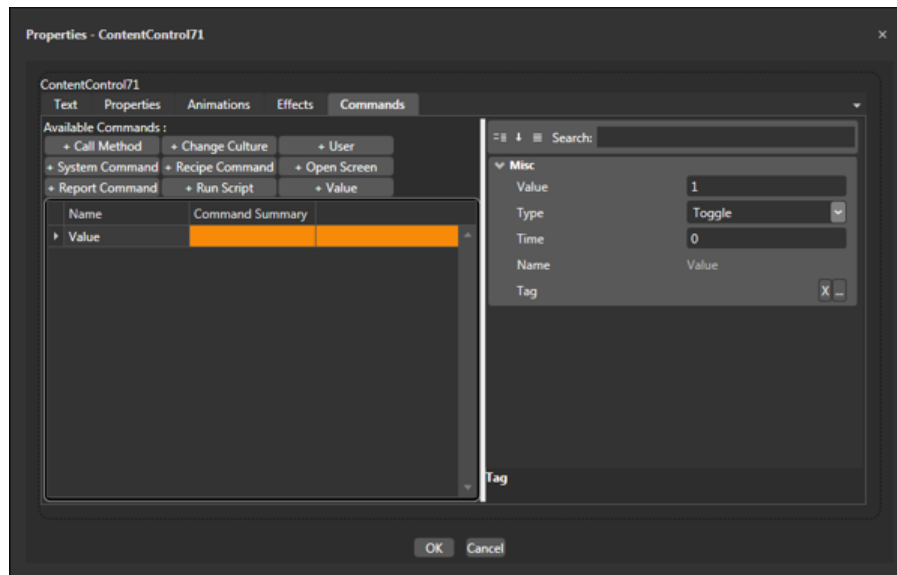 Properties - ContentControl71
×
ContentControl71
Text Properties Animations Effects Commands
Available Commands :
+ Call Method + Change Culture + User
+ System Command + Recipe Command + Open Screen
+ Report Command + Run Script + Value
Name Command Summary
Value
Search:
Misc
Value 1
Type Toggle
Time 0
Name Value
Tag X ...
Tag
OK Cancel